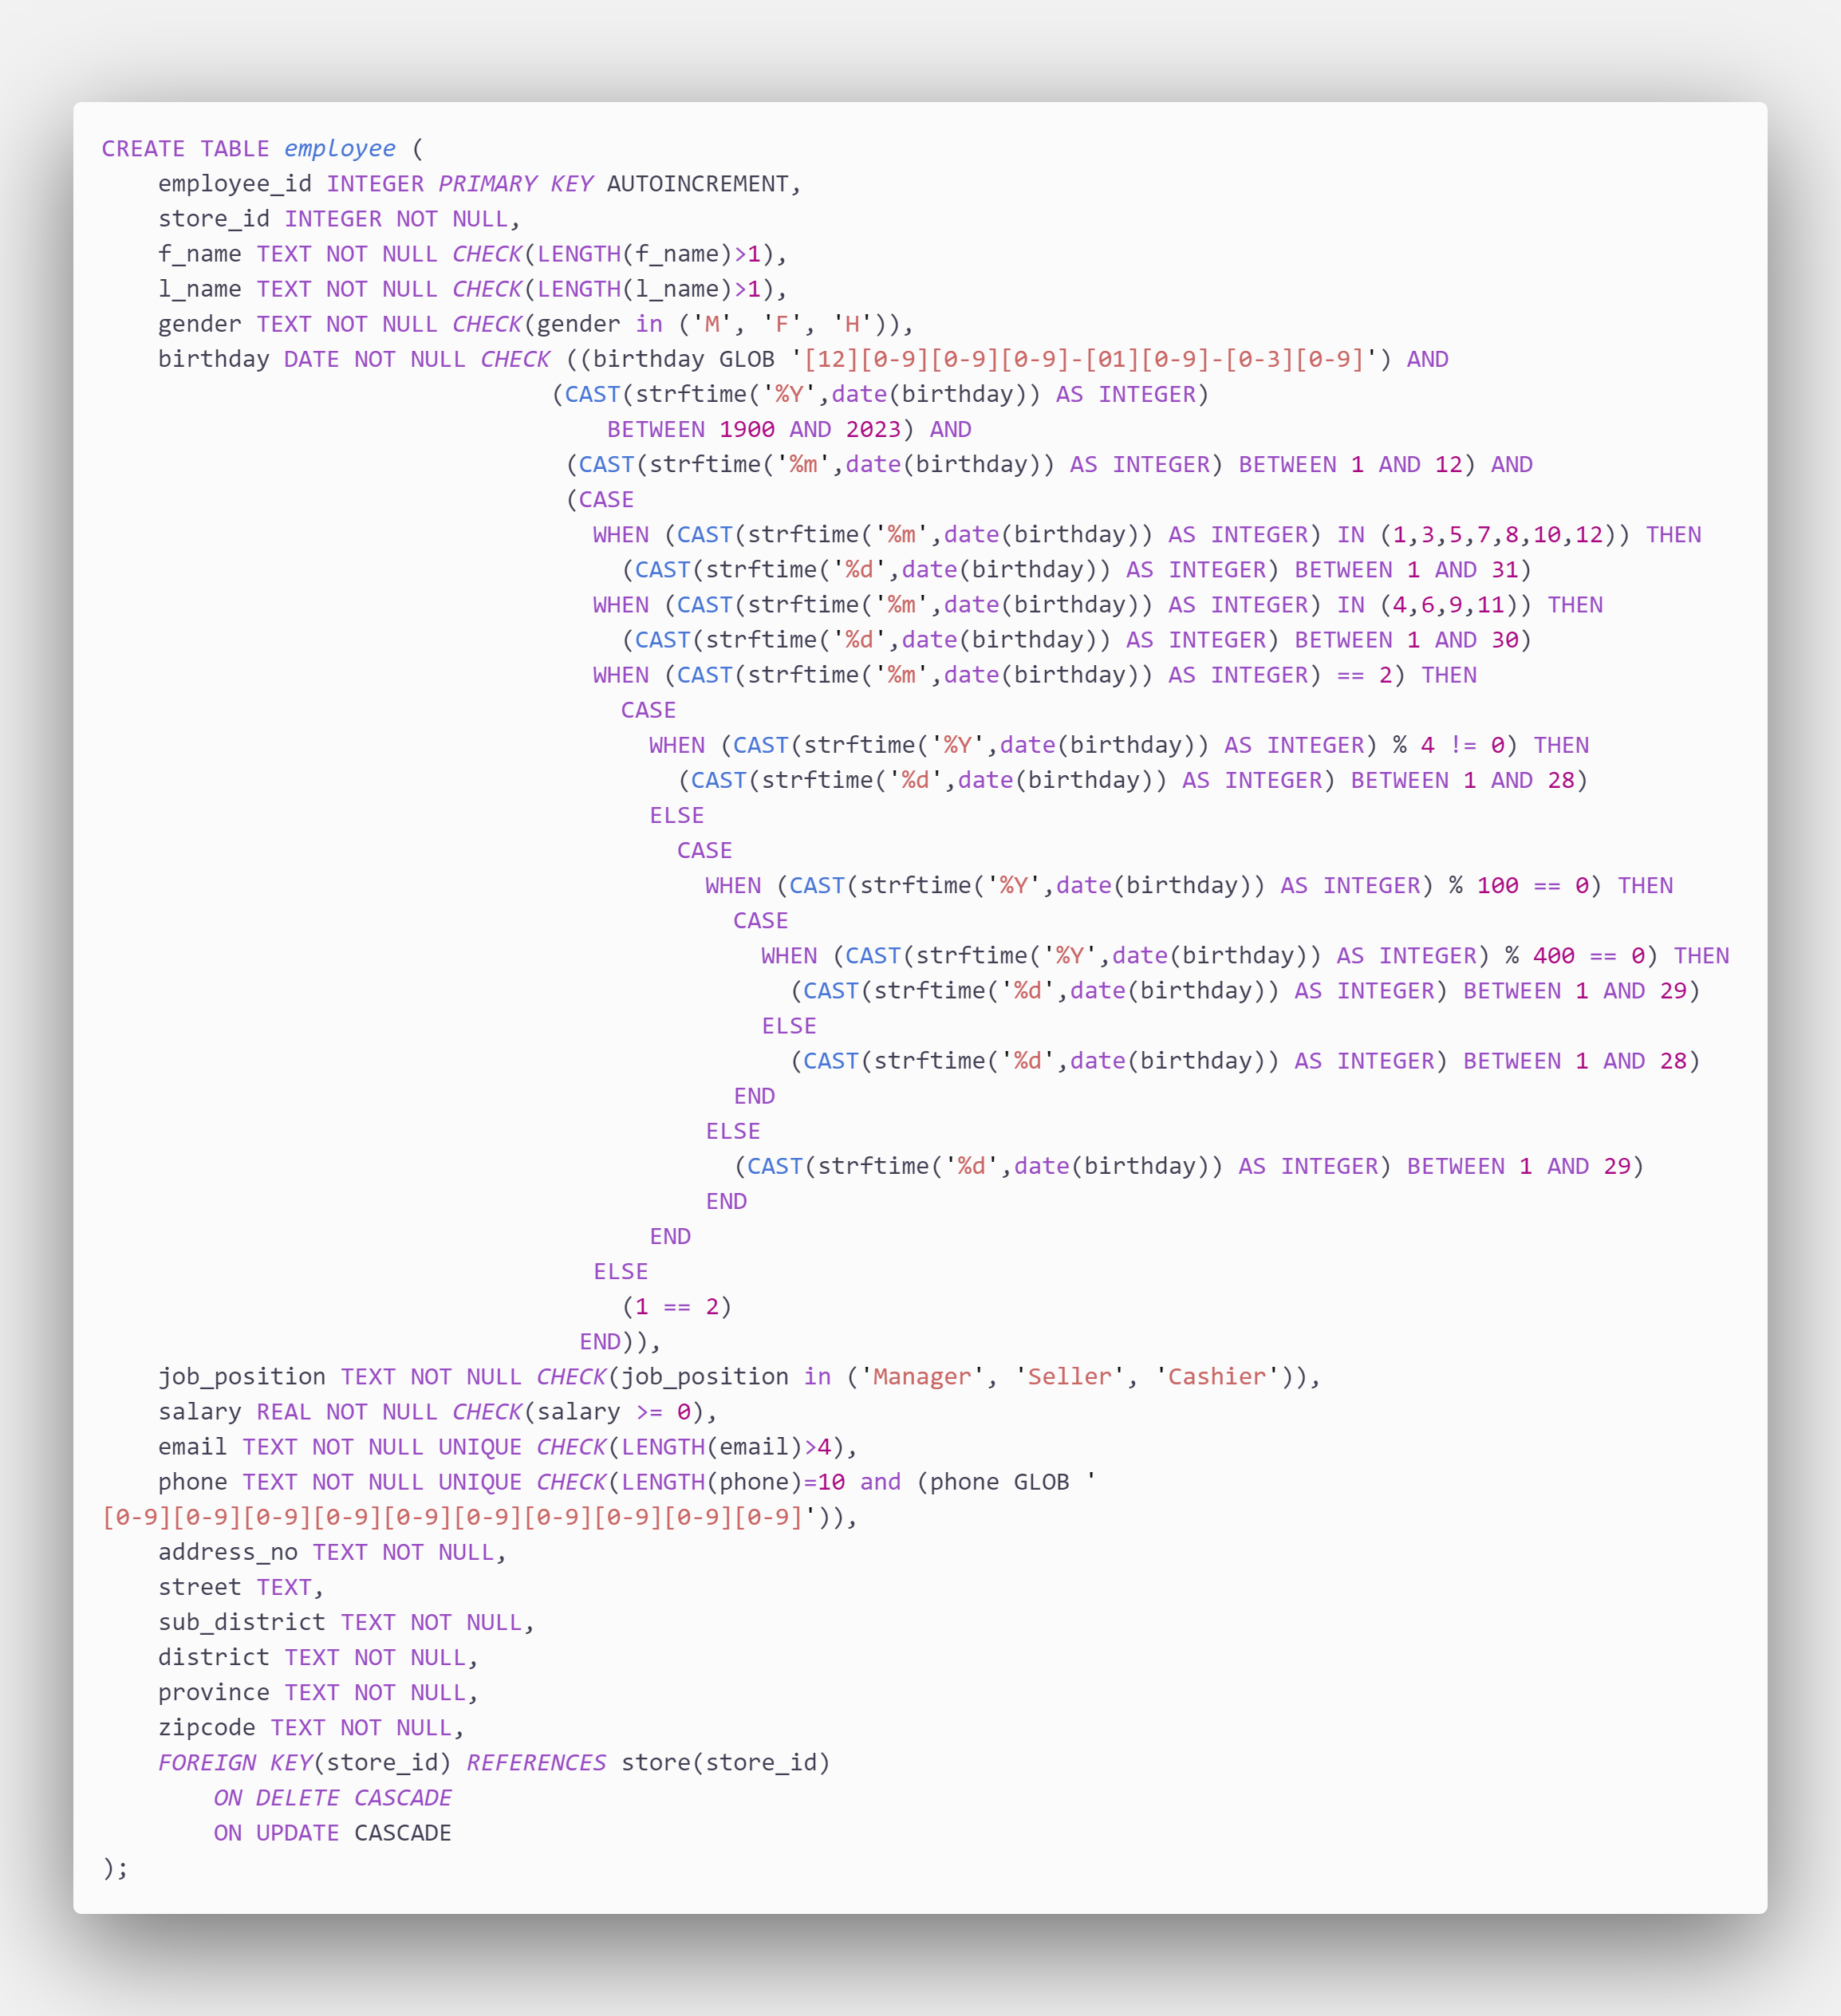 CREATE TABLE employee (
    employee_id INTEGER PRIMARY KEY AUTOINCREMENT,
    store_id INTEGER NOT NULL,
    f_name TEXT NOT NULL CHECK(LENGTH(f_name)>1),
    l_name TEXT NOT NULL CHECK(LENGTH(l_name)>1),
    gender TEXT NOT NULL CHECK(gender in ('M', 'F', 'H')),
    birthday DATE NOT NULL CHECK ((birthday GLOB '[12][0-9][0-9][0-9]-[01][0-9]-[0-3][0-9]') AND
                                (CAST(strftime('%Y',date(birthday)) AS INTEGER)
                                    BETWEEN 1900 AND 2023) AND
                                 (CAST(strftime('%m',date(birthday)) AS INTEGER) BETWEEN 1 AND 12) AND
                                 (CASE
                                   WHEN (CAST(strftime('%m',date(birthday)) AS INTEGER) IN (1,3,5,7,8,10,12)) THEN
                                     (CAST(strftime('%d',date(birthday)) AS INTEGER) BETWEEN 1 AND 31)
                                   WHEN (CAST(strftime('%m',date(birthday)) AS INTEGER) IN (4,6,9,11)) THEN
                                     (CAST(strftime('%d',date(birthday)) AS INTEGER) BETWEEN 1 AND 30)
                                   WHEN (CAST(strftime('%m',date(birthday)) AS INTEGER) == 2) THEN
                                     CASE
                                       WHEN (CAST(strftime('%Y',date(birthday)) AS INTEGER) % 4 != 0) THEN
                                         (CAST(strftime('%d',date(birthday)) AS INTEGER) BETWEEN 1 AND 28)
                                       ELSE
                                         CASE
                                           WHEN (CAST(strftime('%Y',date(birthday)) AS INTEGER) % 100 == 0) THEN
                                             CASE
                                               WHEN (CAST(strftime('%Y',date(birthday)) AS INTEGER) % 400 == 0) THEN
                                                 (CAST(strftime('%d',date(birthday)) AS INTEGER) BETWEEN 1 AND 29)
                                               ELSE
                                                 (CAST(strftime('%d',date(birthday)) AS INTEGER) BETWEEN 1 AND 28)
                                             END
                                           ELSE
                                             (CAST(strftime('%d',date(birthday)) AS INTEGER) BETWEEN 1 AND 29)
                                           END
                                       END
                                   ELSE
                                     (1 == 2)
                                  END)),
    job_position TEXT NOT NULL CHECK(job_position in ('Manager', 'Seller', 'Cashier')),
    salary REAL NOT NULL CHECK(salary >= 0),
    email TEXT NOT NULL UNIQUE CHECK(LENGTH(email)>4),
    phone TEXT NOT NULL UNIQUE CHECK(LENGTH(phone)=10 and (phone GLOB '
[0-9][0-9][0-9][0-9][0-9][0-9][0-9][0-9][0-9][0-9]')),
    address_no TEXT NOT NULL,
    street TEXT,
    sub_district TEXT NOT NULL,
    district TEXT NOT NULL,
    province TEXT NOT NULL,
    zipcode TEXT NOT NULL,
    FOREIGN KEY(store_id) REFERENCES store(store_id)
        ON DELETE CASCADE
        ON UPDATE CASCADE
);